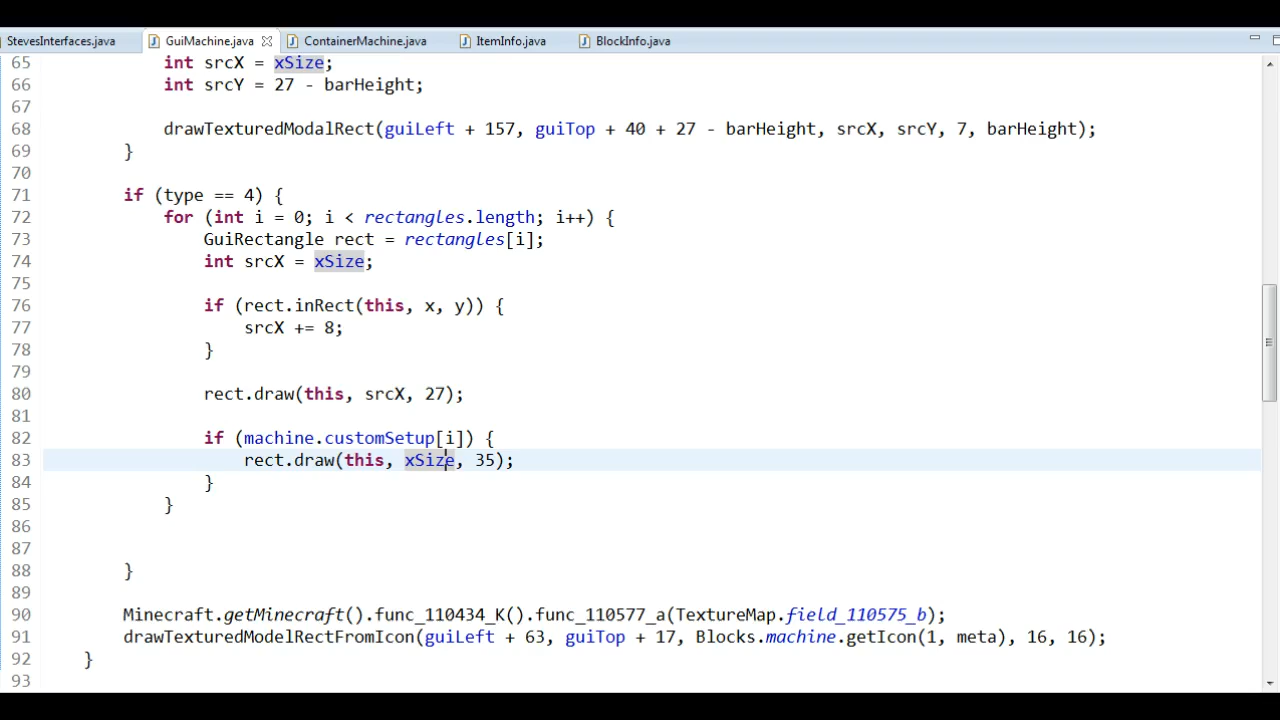 StevesInterfaces.java GuiMachine.java ContainerMachine.java ItemInfo.java BlockInfo.java
65 int srcX = xSize;
66 int srcY = 27 - barHeight;
67
68 drawTexturedModalRect(guiLeft + 157, guiTop + 40 + 27 - barHeight, srcX, srcY, 7, barHeight);
69 }
70
71 if (type == 4) {
72 for (int i = 0; i < rectangles.length; i++) {
73 GuiRectangle rect = rectangles[i];
74 int srcX = xSize;
75
76 if (rect.inRect(this, x, y)) {
77 srcX += 8;
78 }
79
80 rect.draw(this, srcX, 27);
81
82 if (machine.customSetup[i]) {
83 rect.draw(this, xSize, 35);
84 }
85 }
86
87
88 }
89
90 Minecraft.getMinecraft().func_110434_K().func_110577_a(TextureMap.field_110575_b);
91 drawTexturedModelRectFromIcon(guiLeft + 63, guiTop + 17, Blocks.machine.getIcon(1, meta), 16, 16);
92 }
93